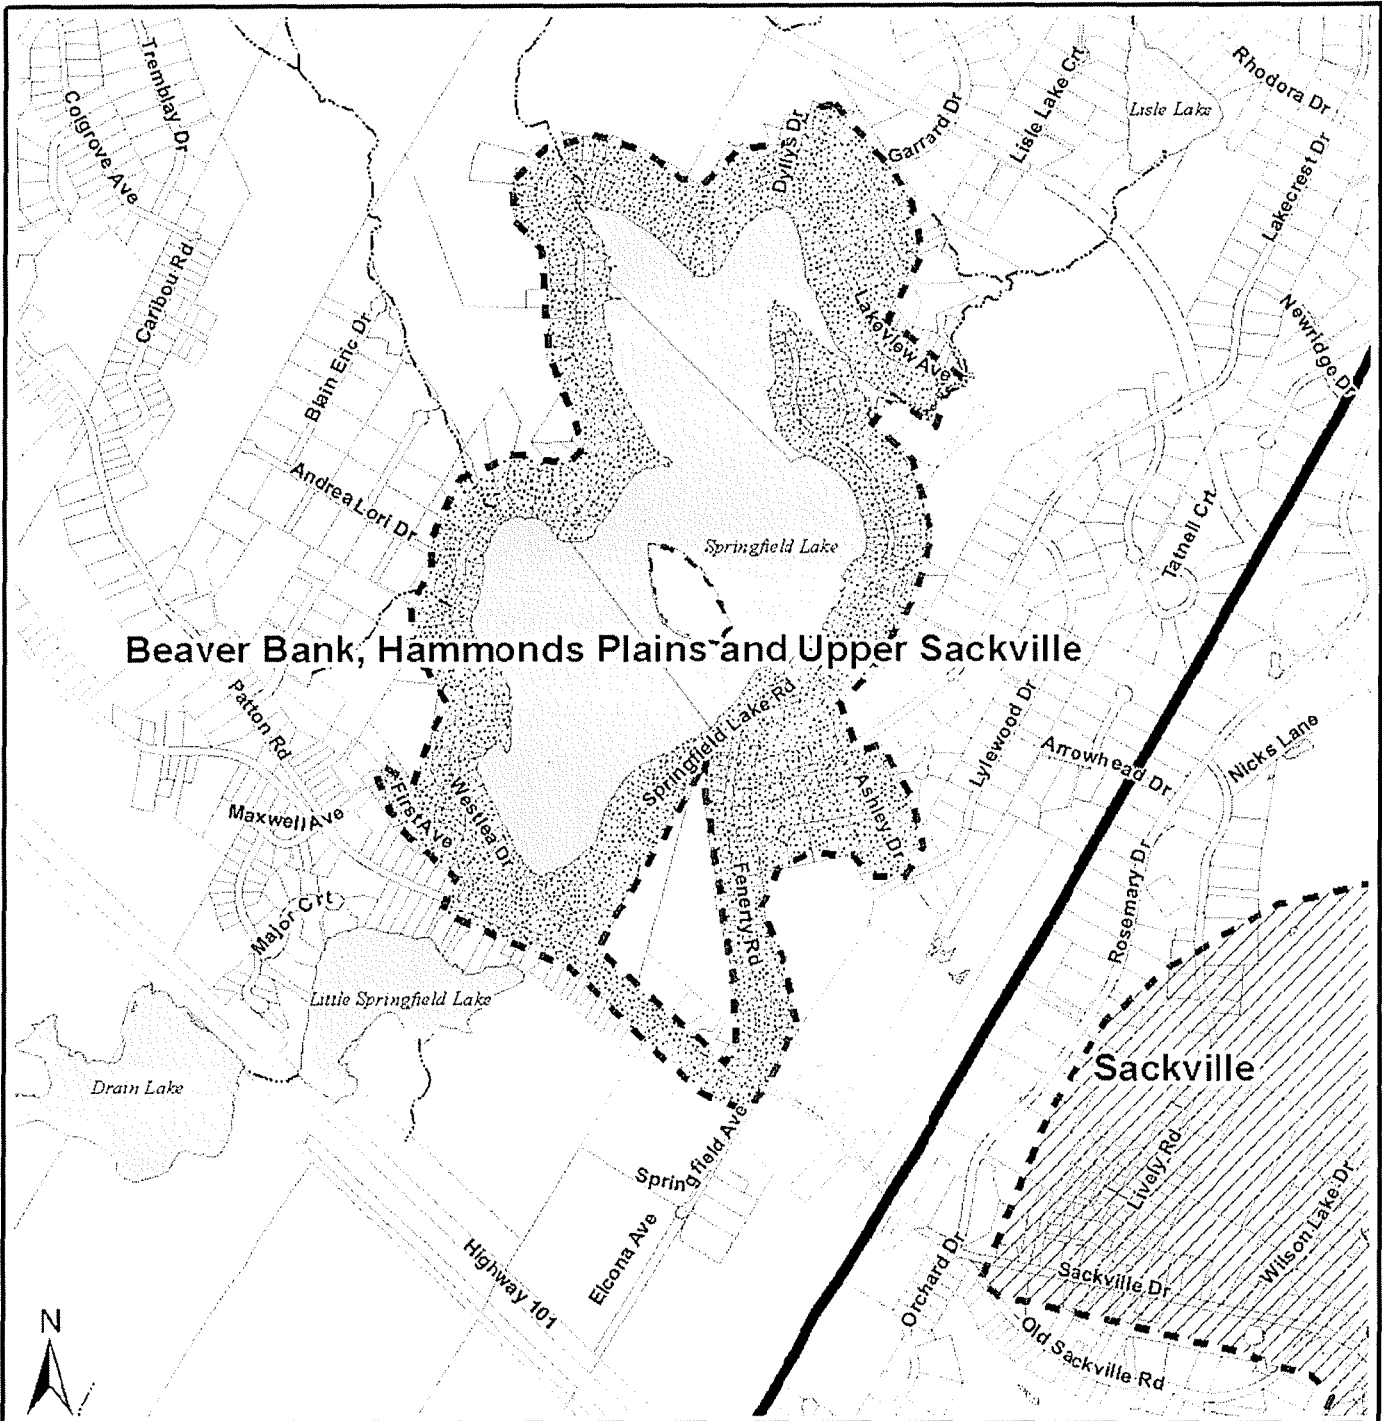 Tremblay Dr
Colgrove Ave
Caribou Rd
Blain Eric Dr
Andrea Lori Dr
Dyllys Dr
Garrard Dr
Lisle Lake Crt
Lisle Lake
Rhodora Dr
Lakecrest Dr
Newridge Dr
Lakeview Ave
Tatnell Crt
Springfield Lake
Beaver Bank, Hammonds Plains and Upper Sackville
Patton Rd
Springfield Lake Rd
Lylewood Dr
Arrowhead Dr
Nicks Lane
Maxwell Ave
First Ave
Westlea Dr
Ashley Dr
Fenerty Rd
Rosemary Dr
Major Crt
Little Springfield Lake
Drain Lake
Sackville
Springfield Ave
Elcona Ave
Highway 101
Lively Rd
Wilson Lake Dr
Orchard Dr
Sackville Dr
Old Sackville Rd
N